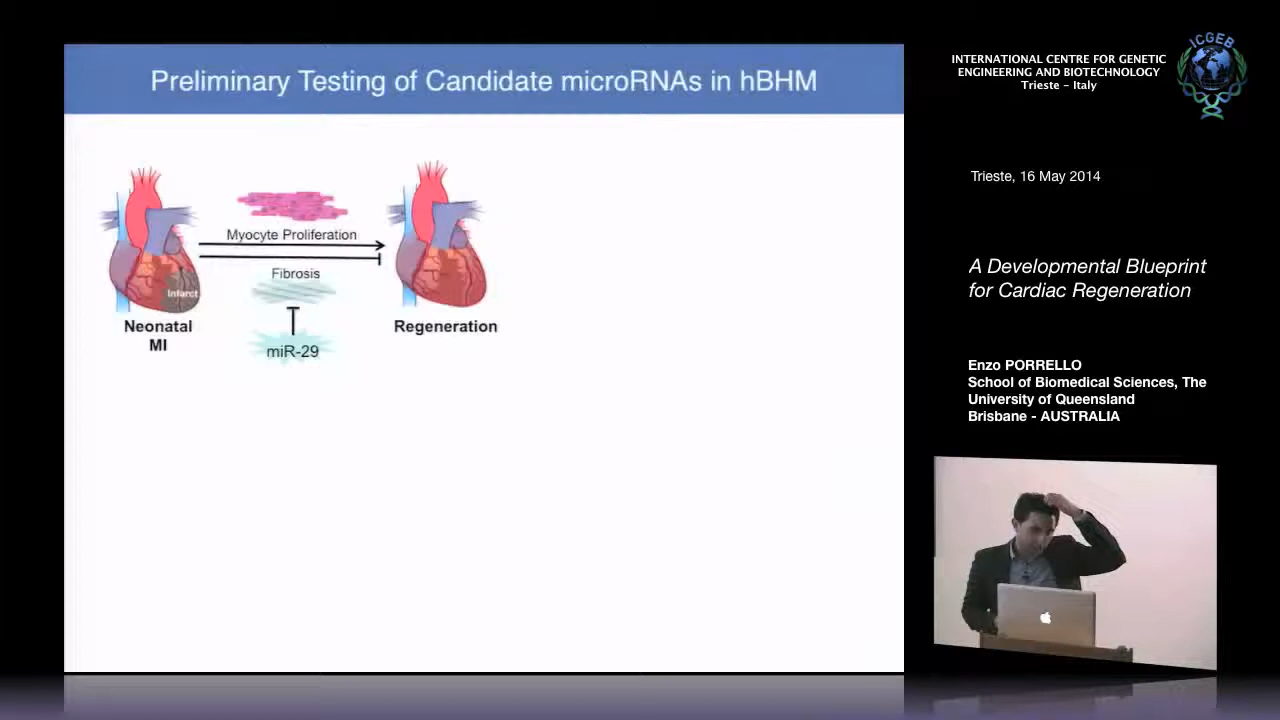 Preliminary Testing of Candidate microRNAs in hBHM
Myocyte Proliferation
Fibrosis
Infarct
Neonatal
MI
Regeneration
miR-29
INTERNATIONAL CENTRE FOR GENETIC
ENGINEERING AND BIOTECHNOLOGY
Trieste - Italy
ICGEB
Trieste, 16 May 2014
A Developmental Blueprint
for Cardiac Regeneration
Enzo PORRELLO
School of Biomedical Sciences, The
University of Queensland
Brisbane - AUSTRALIA